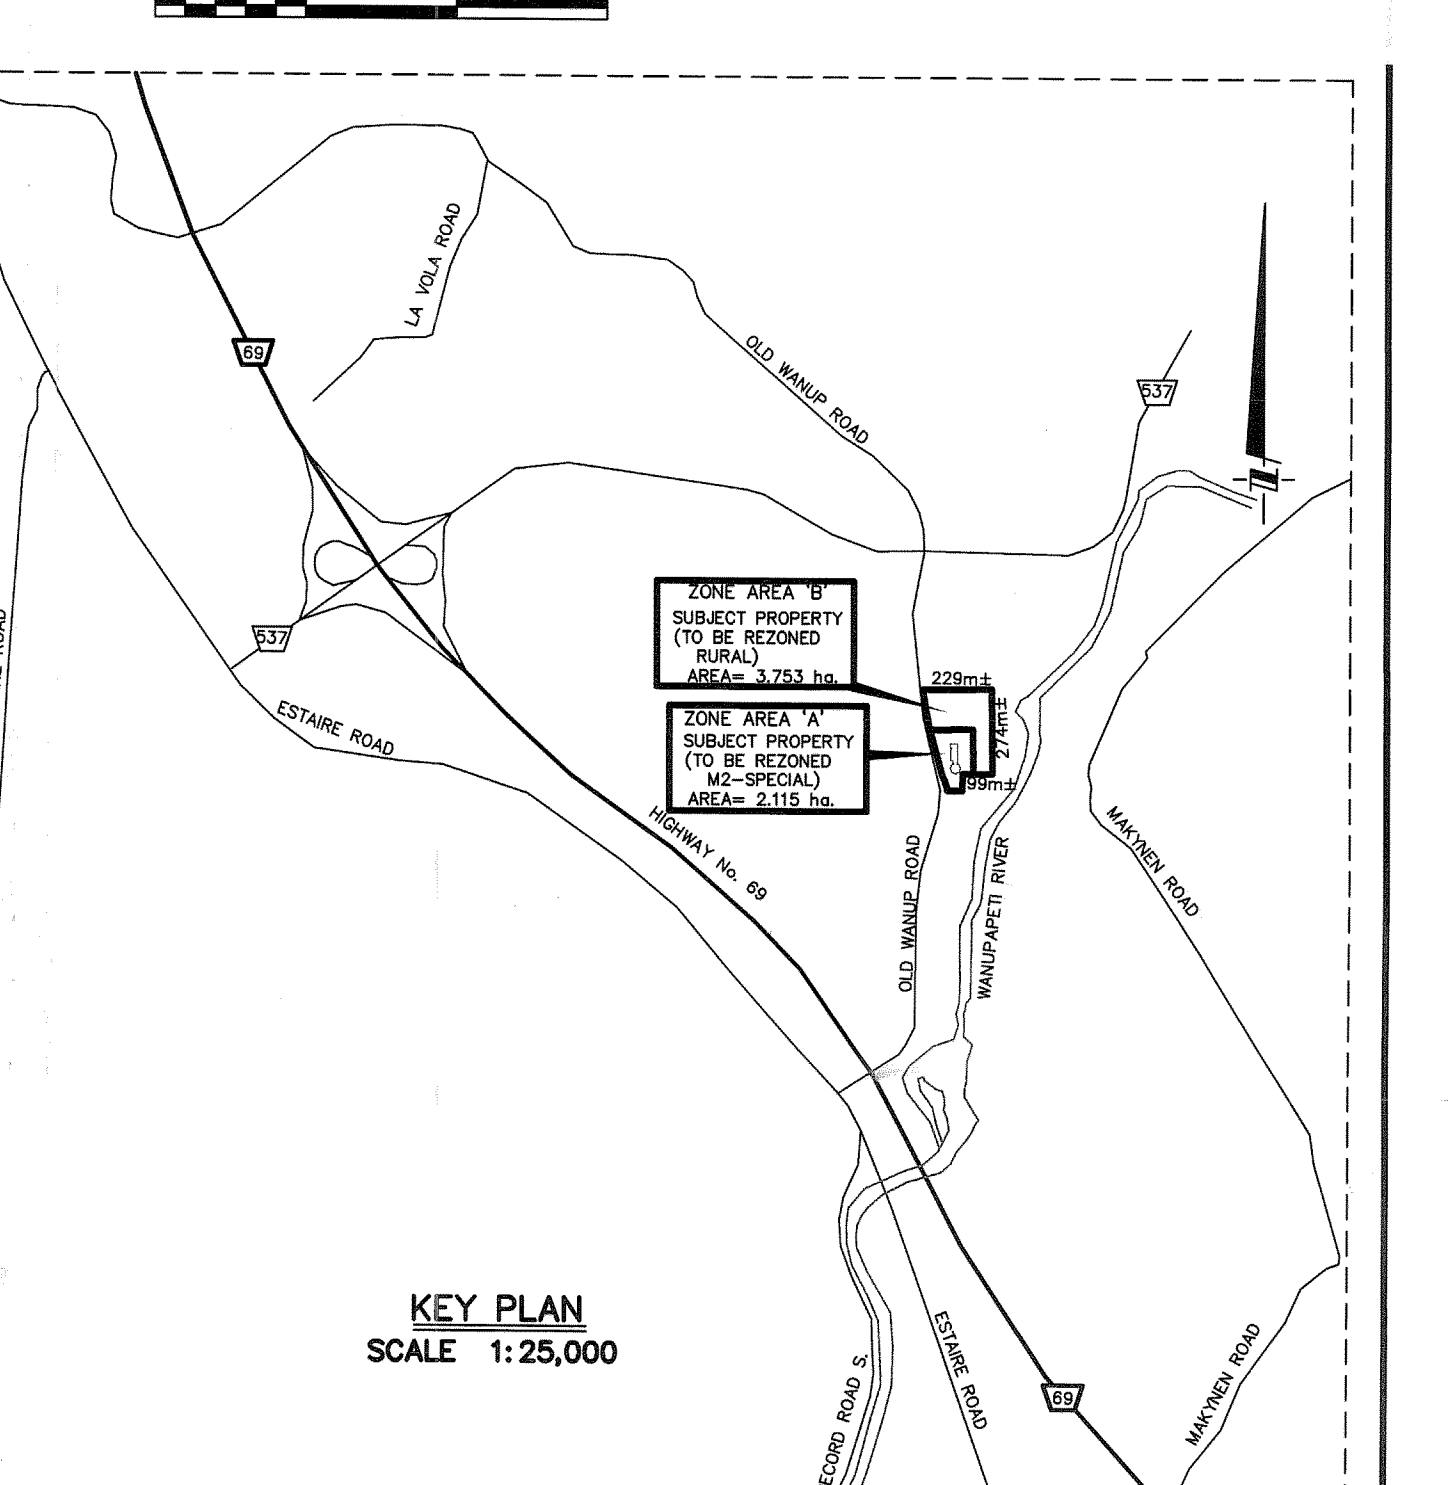 LA VOLA ROAD
69
OLD WANUP ROAD
537
ZONE AREA 'B'
SUBJECT PROPERTY
(TO BE REZONED
RURAL)
AREA= 3.753 ha.
229m±
274m±
99m±
ZONE AREA 'A'
SUBJECT PROPERTY
(TO BE REZONED
M2-SPECIAL)
AREA= 2.115 ha.
537
ESTAIRE ROAD
HIGHWAY No. 69
OLD WANUP ROAD
WANUPAPETI RIVER
MAKYNEN ROAD
KEY PLAN
SCALE 1:25,000
ECORD ROAD S.
ESTAIRE ROAD
69
MAKYNEN ROAD
ROAD